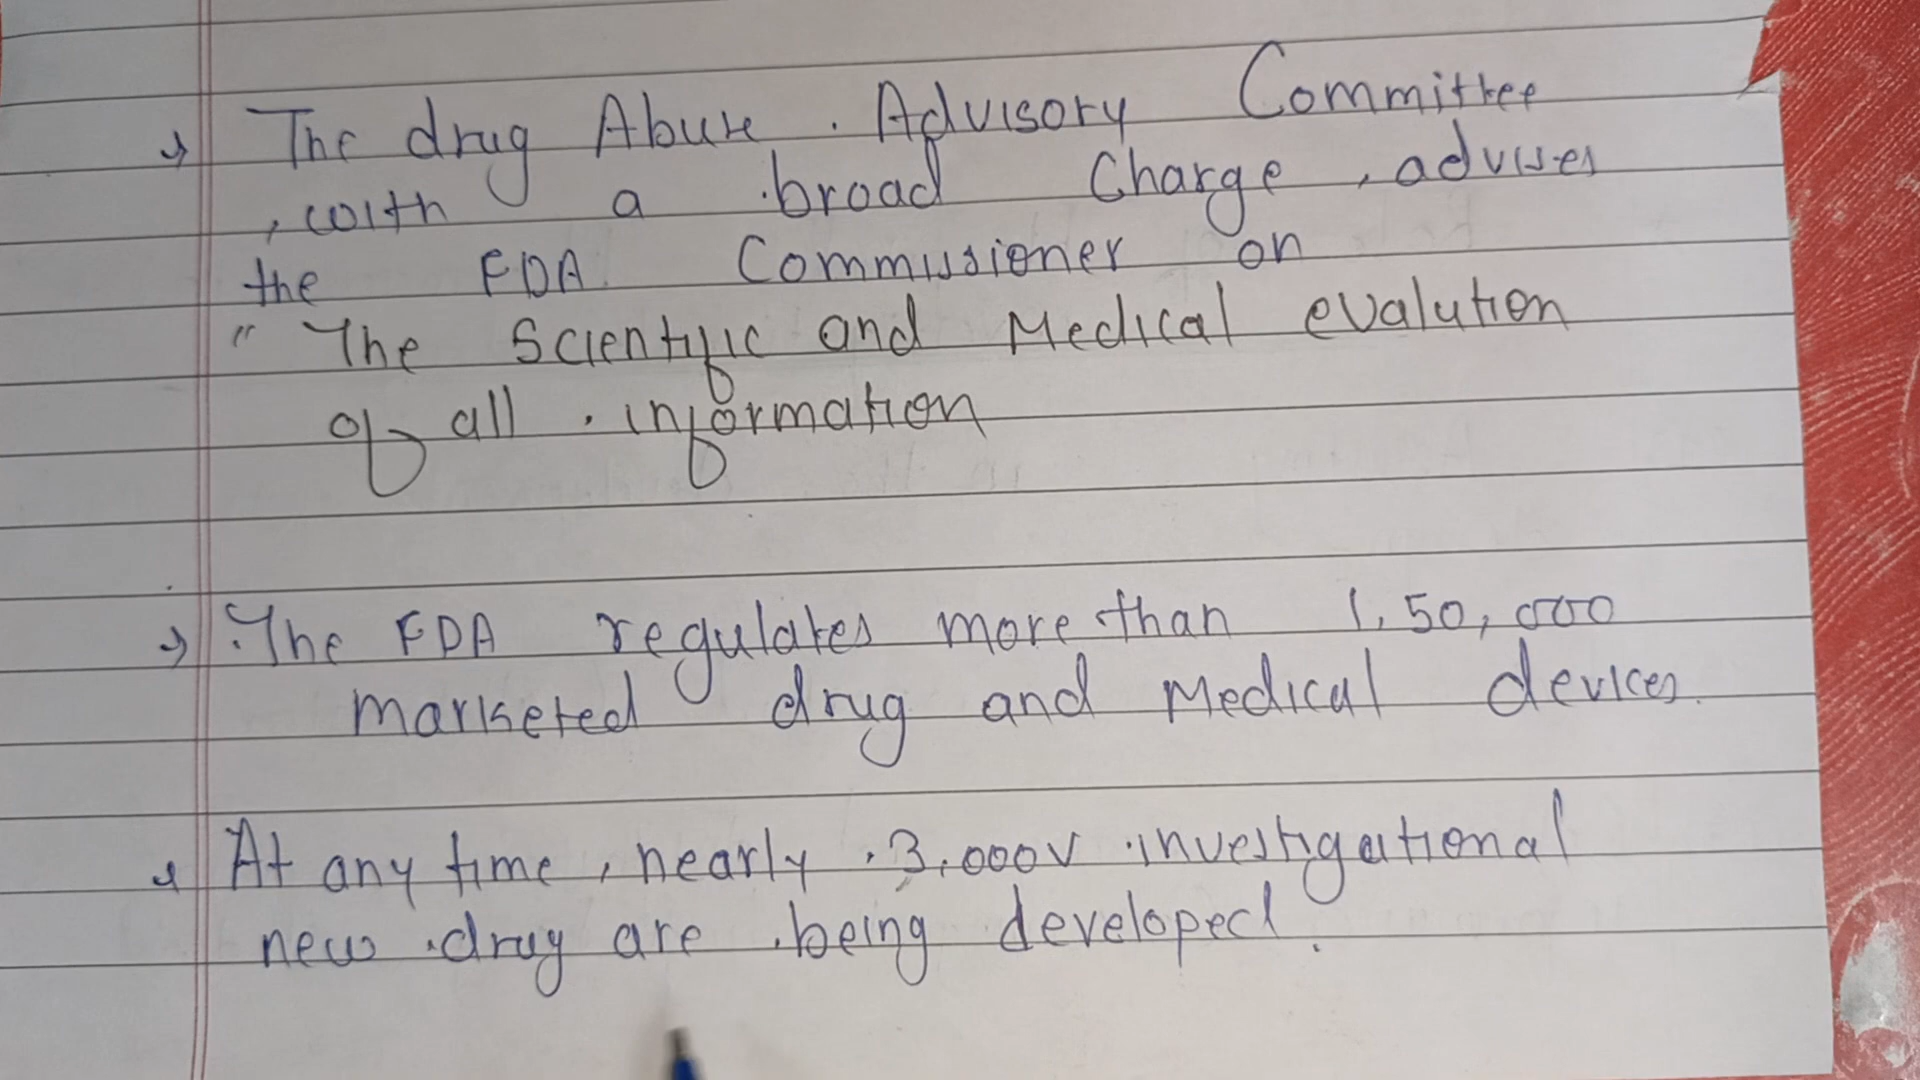 → The drug Abuse Advisory Committee
, with a broad Charge, advises
the FDA Commissioner on
" The Scientific and Medical evalution
of all information
→ The FDA regulates more than 1,50,000
marketed drug and Medical devices.
→ At any time, nearly 3,000 investigational
new drug are being developed.